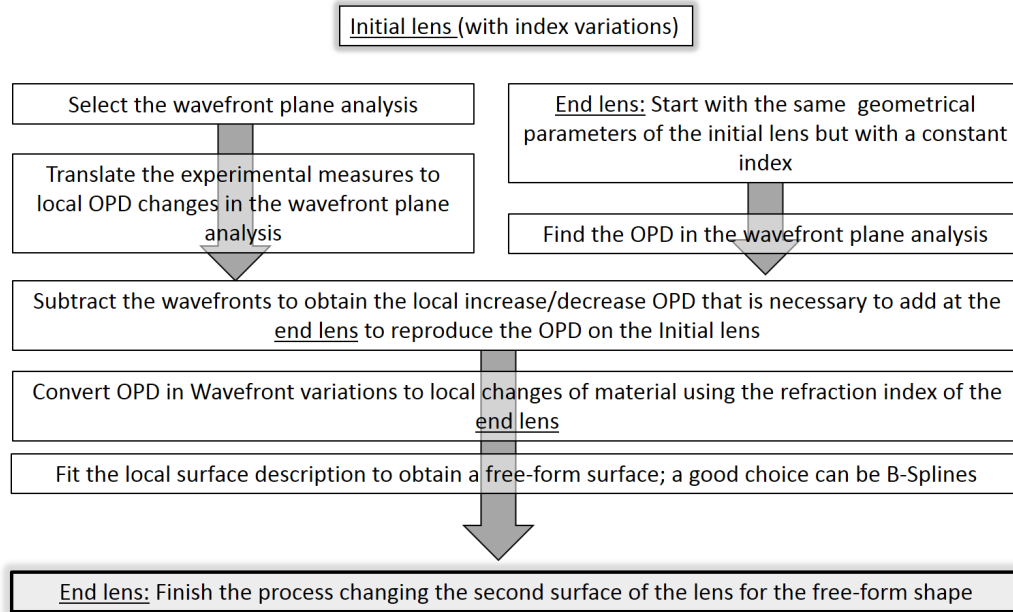 Initial lens (with index variations)
Select the wavefront plane analysis
Translate the experimental measures to
local OPD changes in the wavefront plane
analysis
End lens: Start with the same geometrical
parameters of the initial lens but with a constant
index
Find the OPD in the wavefront plane analysis
Subtract the wavefronts to obtain the local increase/decrease OPD that is necessary to add at the
end lens to reproduce the OPD on the Initial lens
Convert OPD in Wavefront variations to local changes of material using the refraction index of the
end lens
Fit the local surface description to obtain a free-form surface; a good choice can be B-Splines
End lens: Finish the process changing the second surface of the lens for the free-form shape